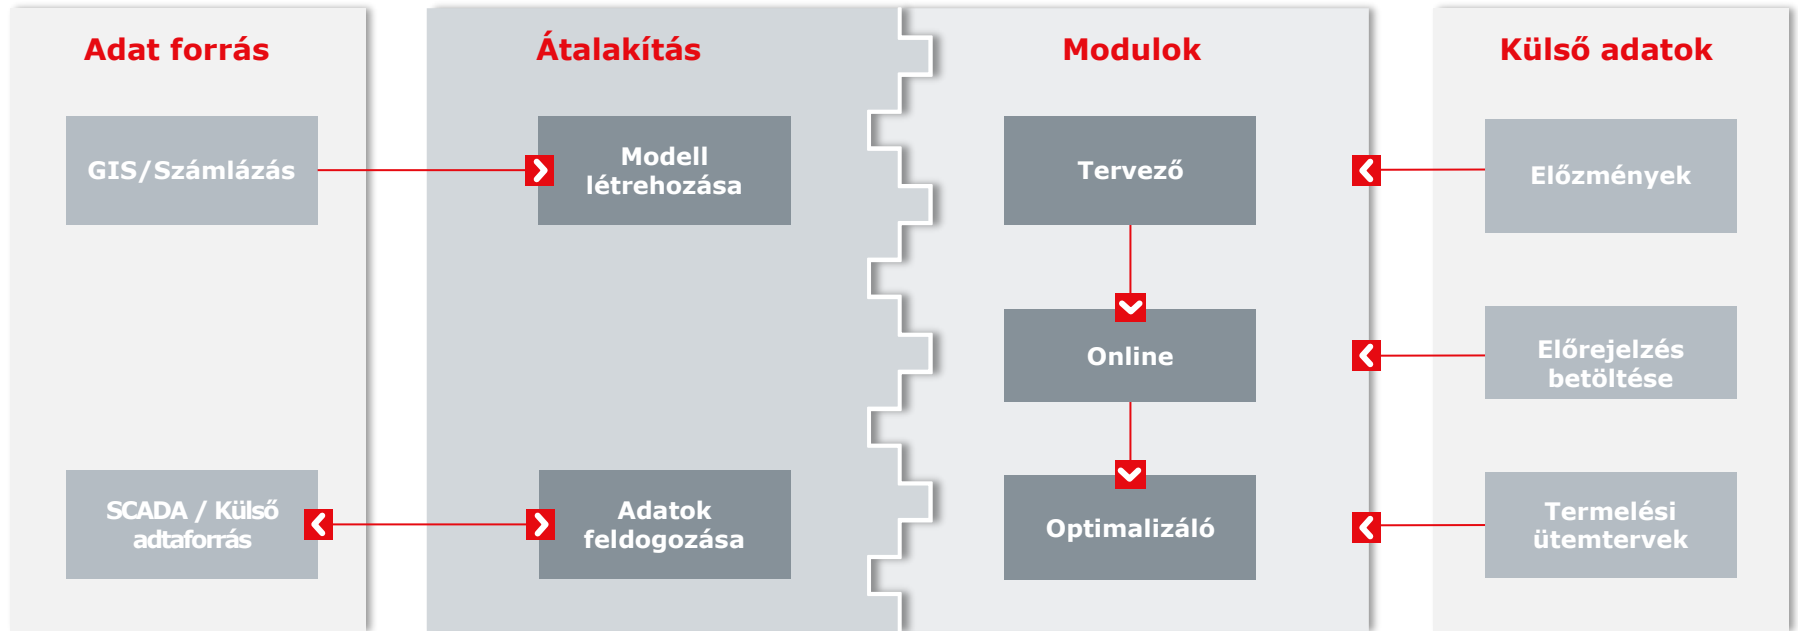 Adat forrás
Átalakítás
Modulok
Külső adatok
GIS/Számlázás
Modell
létrehozása
Tervező
Előzmények
Online
Előrejelzés
betöltése
SCADA / Külső
adtaforrás
Adatok
feldogozása
Optimalizáló
Termelési
ütemtervek